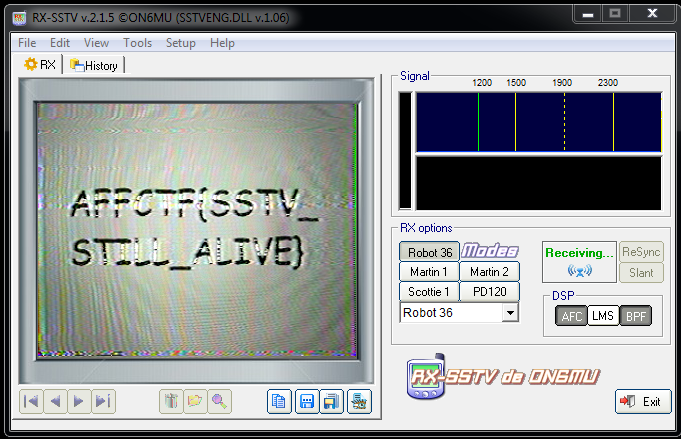 RX-SSTV v.2.1.5 ©ON6MU (SSTVENG.DLL v.1.06)
File Edit View Tools Setup Help
RX History
AFFCTF{SSTV_
STILL_ALIVE}
Signal
1200 1500 1900 2300
RX options
Robot 36 Modes
Martin 1 Martin 2
Scottie 1 PD120
Robot 36
Receiving...
ReSync
Slant
DSP
AFC LMS BPF
RX-SSTV de ON6MU
Exit